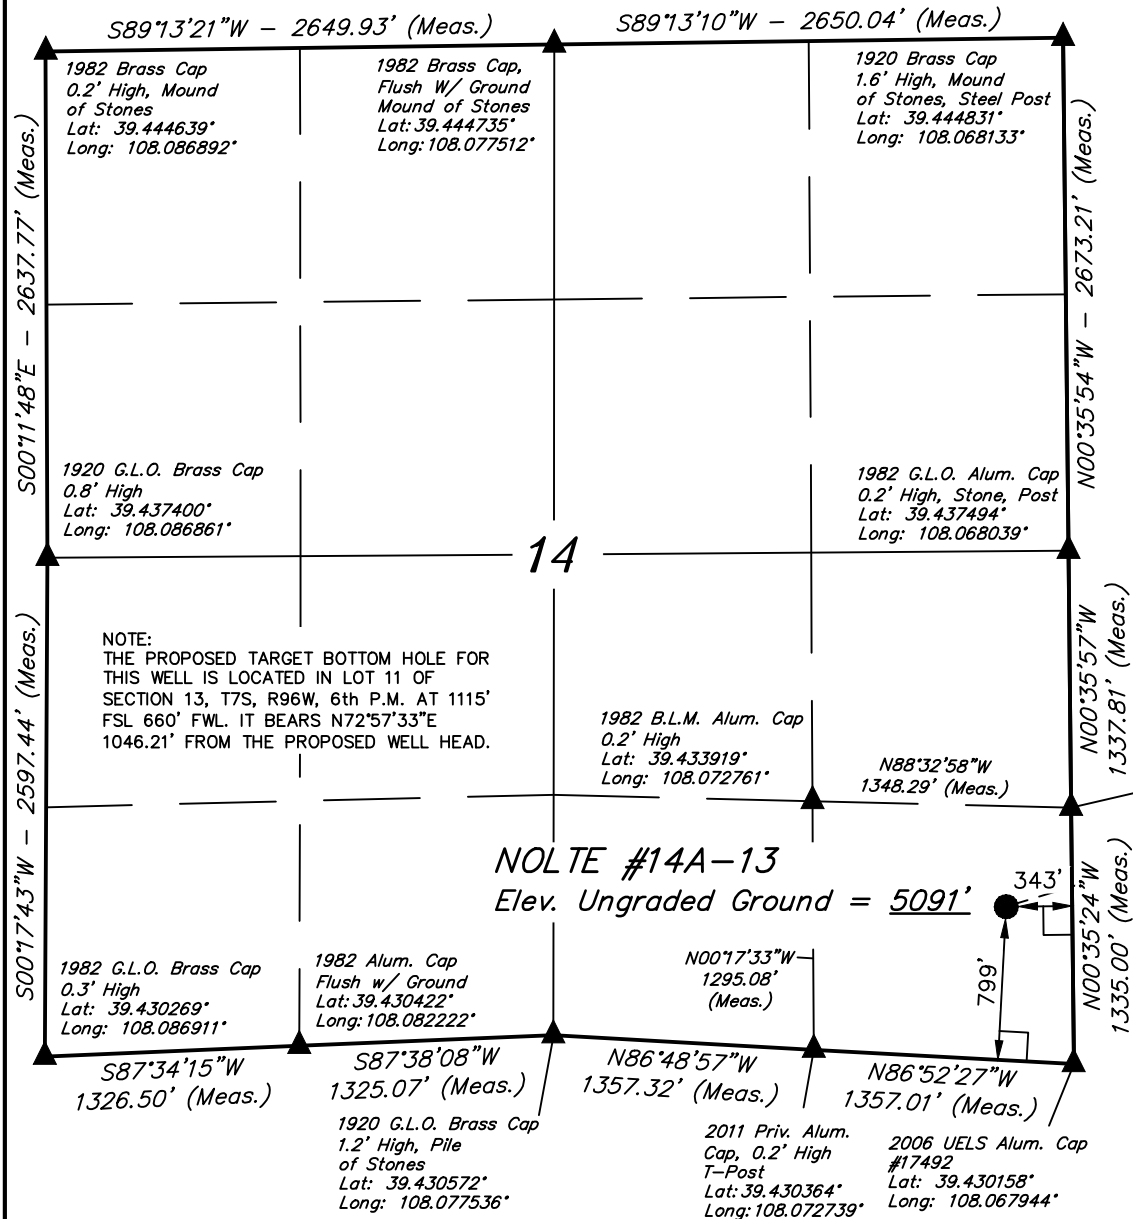 S89°13'21"W – 2649.93' (Meas.)
S89°13'10"W – 2650.04' (Meas.)
1982 Brass Cap
0.2' High, Mound
of Stones
Lat: 39.444639°
Long: 108.086892°
1982 Brass Cap,
Flush W/ Ground
Mound of Stones
Lat: 39.444735°
Long: 108.077512°
1920 Brass Cap
1.6' High, Mound
of Stones, Steel Post
Lat: 39.444831°
Long: 108.068133°
S00°11'48"E – 2637.77' (Meas.)
N00°35'54"W – 2673.21' (Meas.)
1920 G.L.O. Brass Cap
0.8' High
Lat: 39.437400°
Long: 108.086861°
1982 G.L.O. Alum. Cap
0.2' High, Stone, Post
Lat: 39.437494°
Long: 108.068039°
14
NOTE:
THE PROPOSED TARGET BOTTOM HOLE FOR
THIS WELL IS LOCATED IN LOT 11 OF
SECTION 13, T7S, R96W, 6th P.M. AT 1115'
FSL 660' FWL. IT BEARS N72°57'33"E
1046.21' FROM THE PROPOSED WELL HEAD.
S00°17'43"W – 2597.44' (Meas.)
N00°35'57"W
1337.81' (Meas.)
1982 B.L.M. Alum. Cap
0.2' High
Lat: 39.433919°
Long: 108.072761°
N88°32'58"W
1348.29' (Meas.)
NOLTE #14A–13
Elev. Ungraded Ground = 5091'
343'
799'
N00°35'24"W
1335.00' (Meas.)
1982 G.L.O. Brass Cap
0.3' High
Lat: 39.430269°
Long: 108.086911°
1982 Alum. Cap
Flush w/ Ground
Lat: 39.430422°
Long: 108.082222°
N00°17'33"W
1295.08'
(Meas.)
S87°34'15"W
1326.50' (Meas.)
S87°38'08"W
1325.07' (Meas.)
N86°48'57"W
1357.32' (Meas.)
N86°52'27"W
1357.01' (Meas.)
1920 G.L.O. Brass Cap
1.2' High, Pile
of Stones
Lat: 39.430572°
Long: 108.077536°
2011 Priv. Alum.
Cap, 0.2' High
T–Post
Lat: 39.430364°
Long: 108.072739°
2006 UELS Alum. Cap
#17492
Lat: 39.430158°
Long: 108.067944°